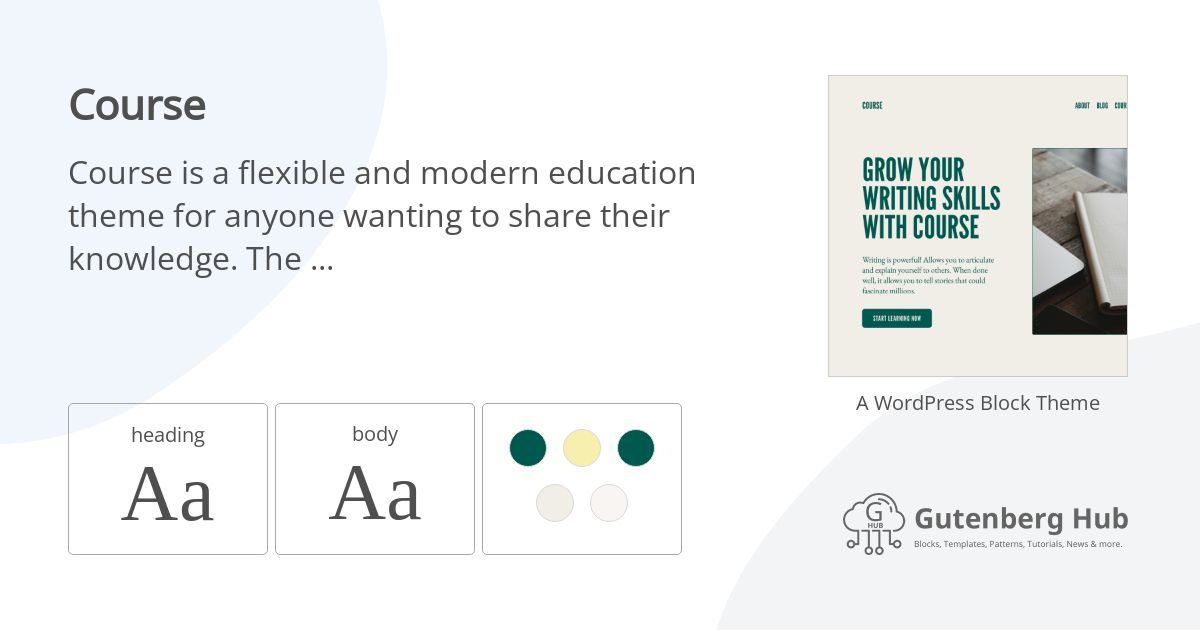 Course
Course is a flexible and modern education
theme for anyone wanting to share their
knowledge. The ...
heading
Aa
body
Aa
COURSE
ABOUT BLOG COUR
GROW YOUR
WRITING SKILLS
WITH COURSE
Writing is powerful! Allows you to articulate
and explain yourself to others. When done
well, it allows you to tell stories that could
fascinate millions.
START LEARNING NOW
A WordPress Block Theme
G
HUB
Gutenberg Hub
Blocks, Templates, Patterns, Tutorials, News & more.